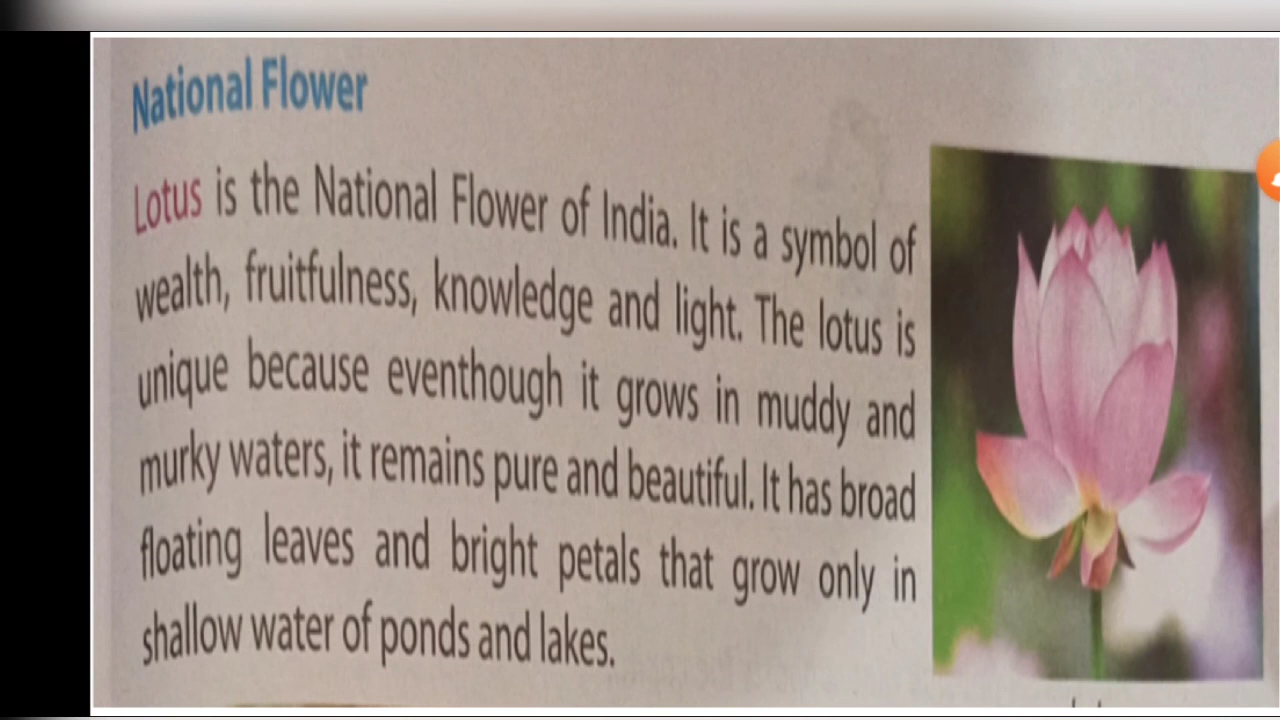 National Flower
Lotus is the National Flower of India. It is a symbol of
wealth, fruitfulness, knowledge and light. The lotus is
unique because eventhough it grows in muddy and
murky waters, it remains pure and beautiful. It has broad
floating leaves and bright petals that grow only in
shallow water of ponds and lakes.